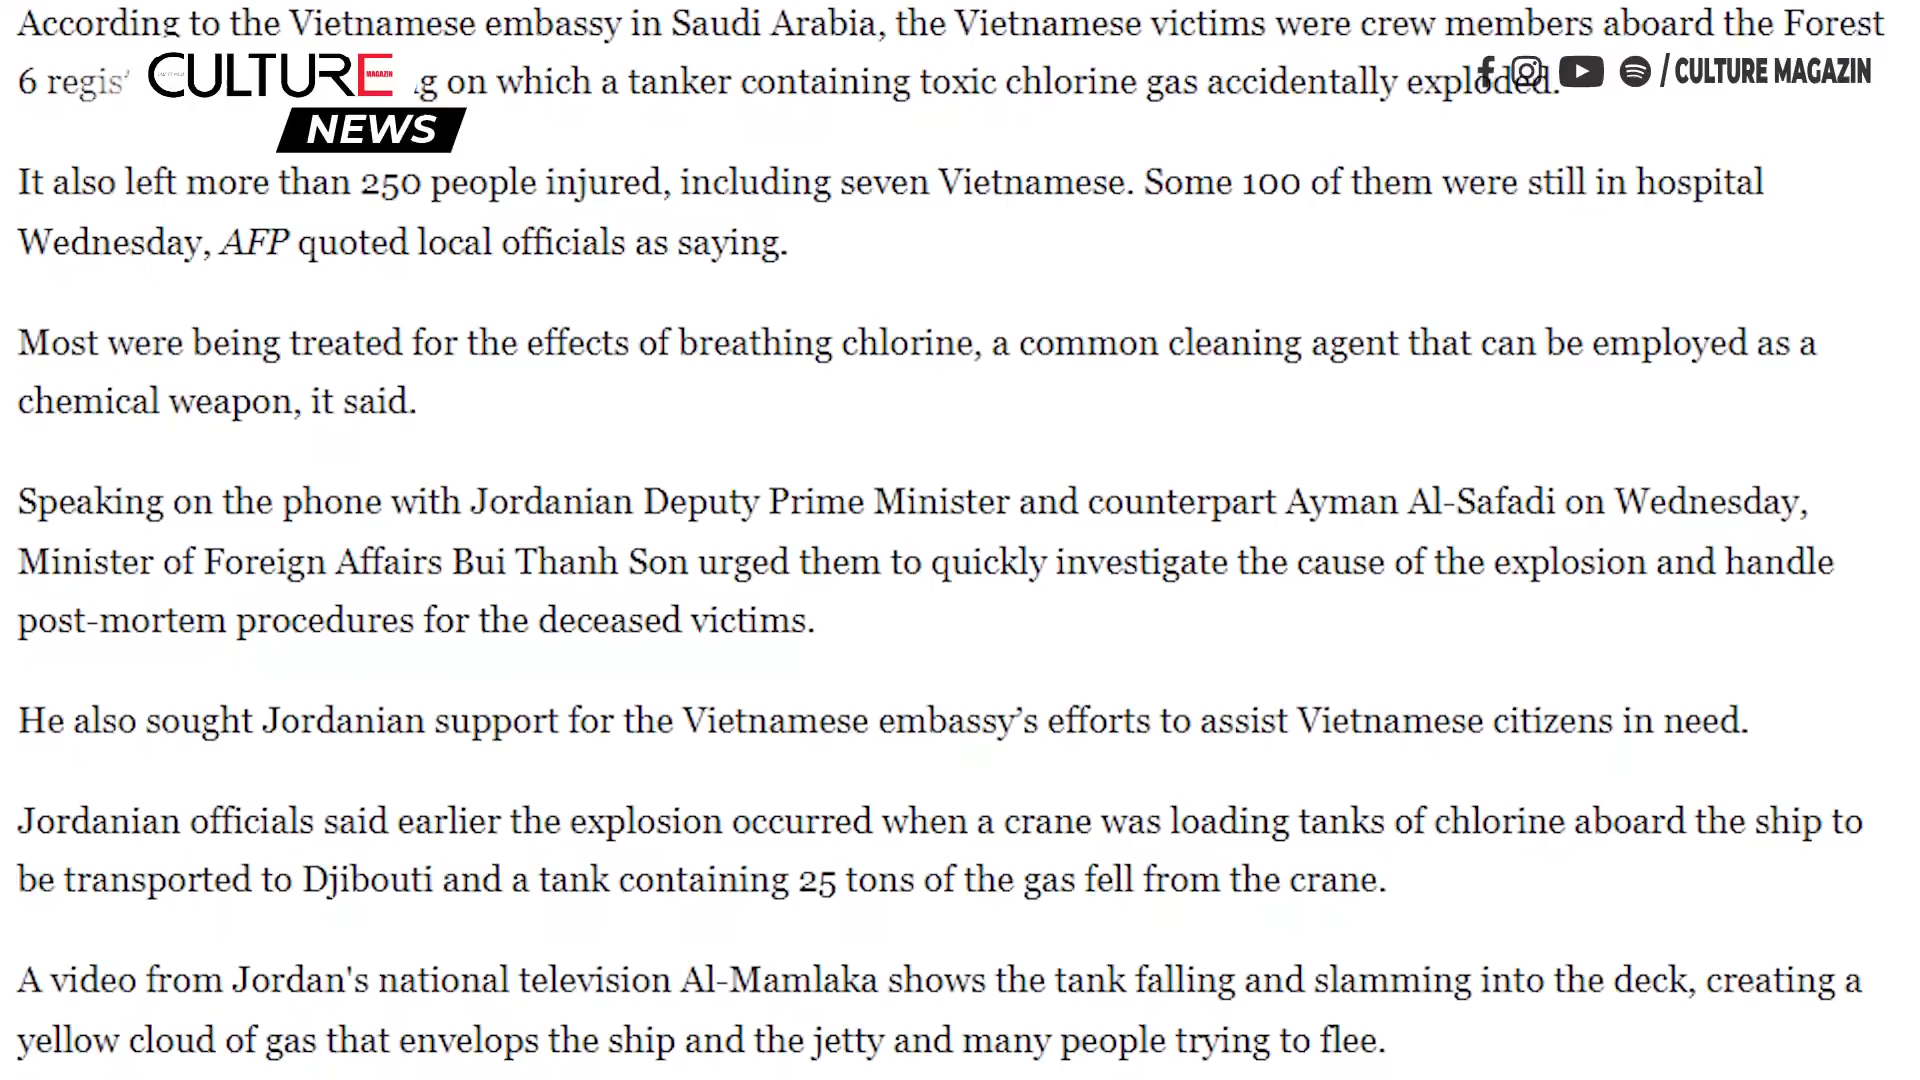 According to the Vietnamese embassy in Saudi Arabia, the Vietnamese victims were crew members aboard the Forest
6 on which a tanker containing toxic chlorine gas accidentally exploded.
CULTURE
MAGAZIN
NEWS
/ CULTURE MAGAZIN
It also left more than 250 people injured, including seven Vietnamese. Some 100 of them were still in hospital
Wednesday, AFP quoted local officials as saying.
Most were being treated for the effects of breathing chlorine, a common cleaning agent that can be employed as a
chemical weapon, it said.
Speaking on the phone with Jordanian Deputy Prime Minister and counterpart Ayman Al-Safadi on Wednesday,
Minister of Foreign Affairs Bui Thanh Son urged them to quickly investigate the cause of the explosion and handle
post-mortem procedures for the deceased victims.
He also sought Jordanian support for the Vietnamese embassy’s efforts to assist Vietnamese citizens in need.
Jordanian officials said earlier the explosion occurred when a crane was loading tanks of chlorine aboard the ship to
be transported to Djibouti and a tank containing 25 tons of the gas fell from the crane.
A video from Jordan's national television Al-Mamlaka shows the tank falling and slamming into the deck, creating a
yellow cloud of gas that envelops the ship and the jetty and many people trying to flee.